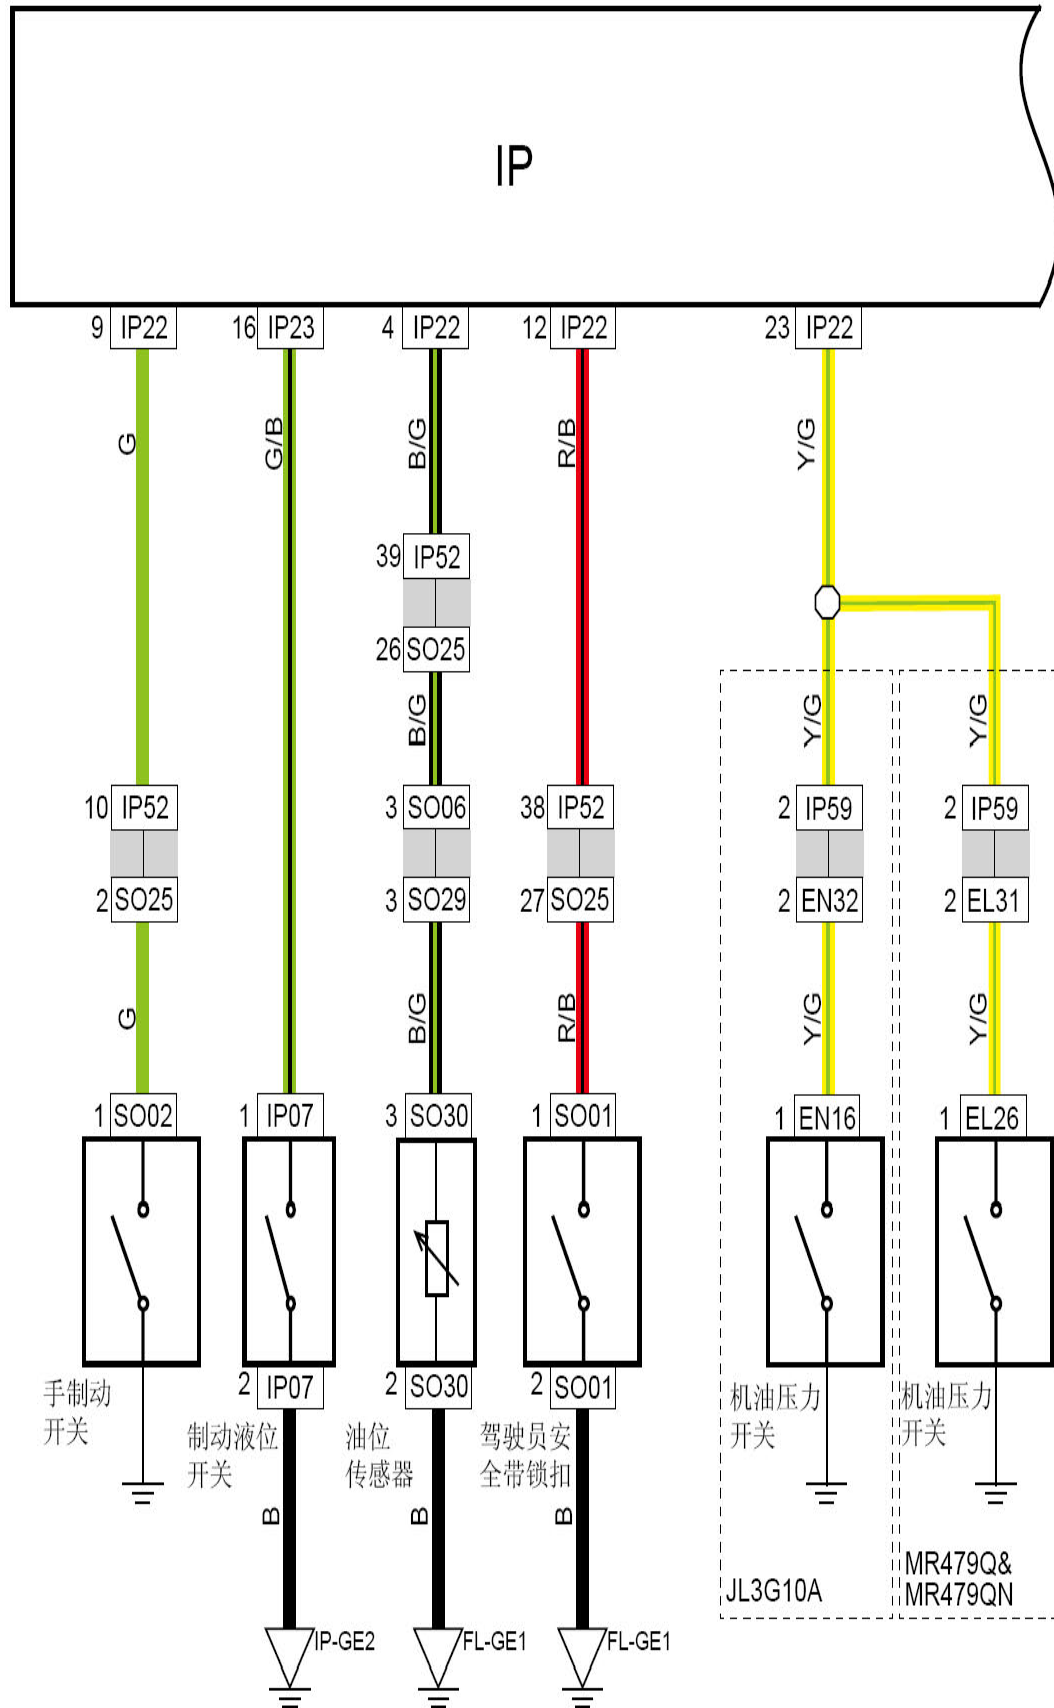 IP
9 IP22 16 IP23 4 IP22 12 IP22 23 IP22
G G/B B/G R/B Y/G
39 IP52
26 SO25
B/G Y/G Y/G
10 IP52 3 SO06 38 IP52 2 IP59 2 IP59
2 SO25 3 SO29 27 SO25 2 EN32 2 EL31
G B/G R/B Y/G Y/G
1 SO02 1 IP07 3 SO30 1 SO01 1 EN16 1 EL26
2 IP07 2 SO30 2 SO01
手制动
开关
制动液位
开关
油位
传感器
驾驶员安
全带锁扣
机油压力
开关
机油压力
开关
B B B
JL3G10A
MR479Q&
MR479QN
IP-GE2 FL-GE1 FL-GE1